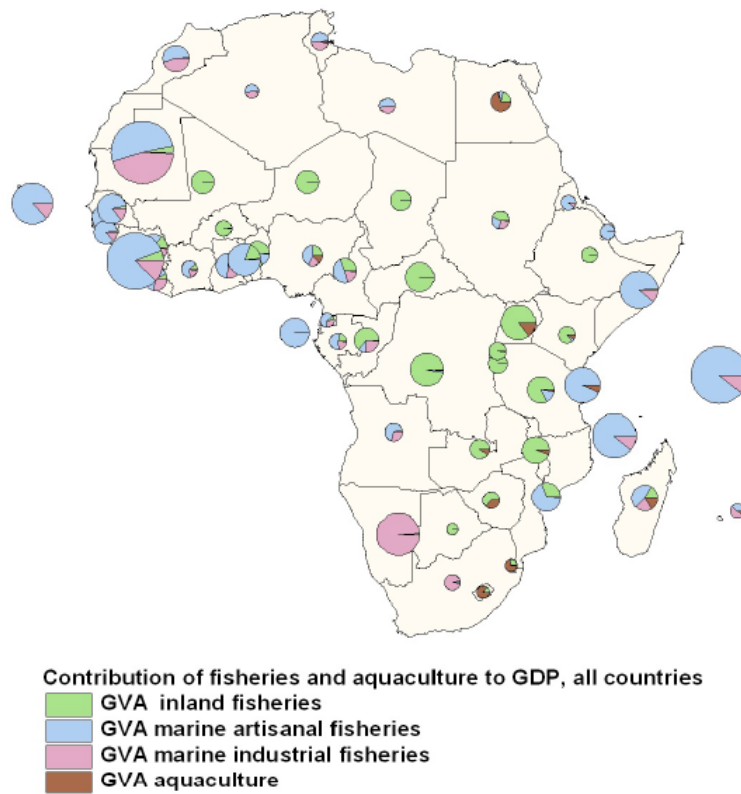 Contribution of fisheries and aquaculture to GDP, all countries
GVA inland fisheries
GVA marine artisanal fisheries
GVA marine industrial fisheries
GVA aquaculture